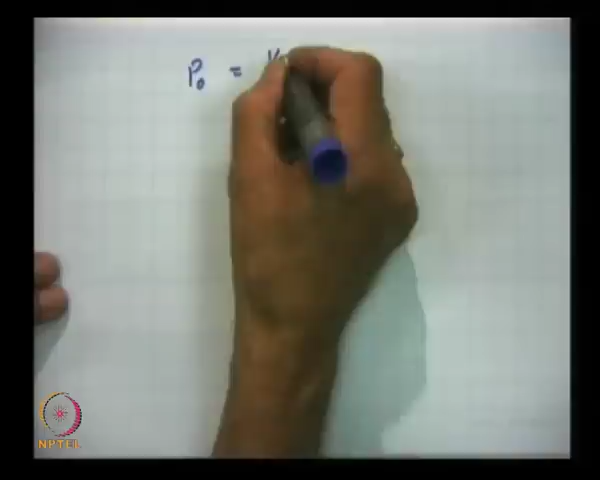 P₀ = V
NPTEL